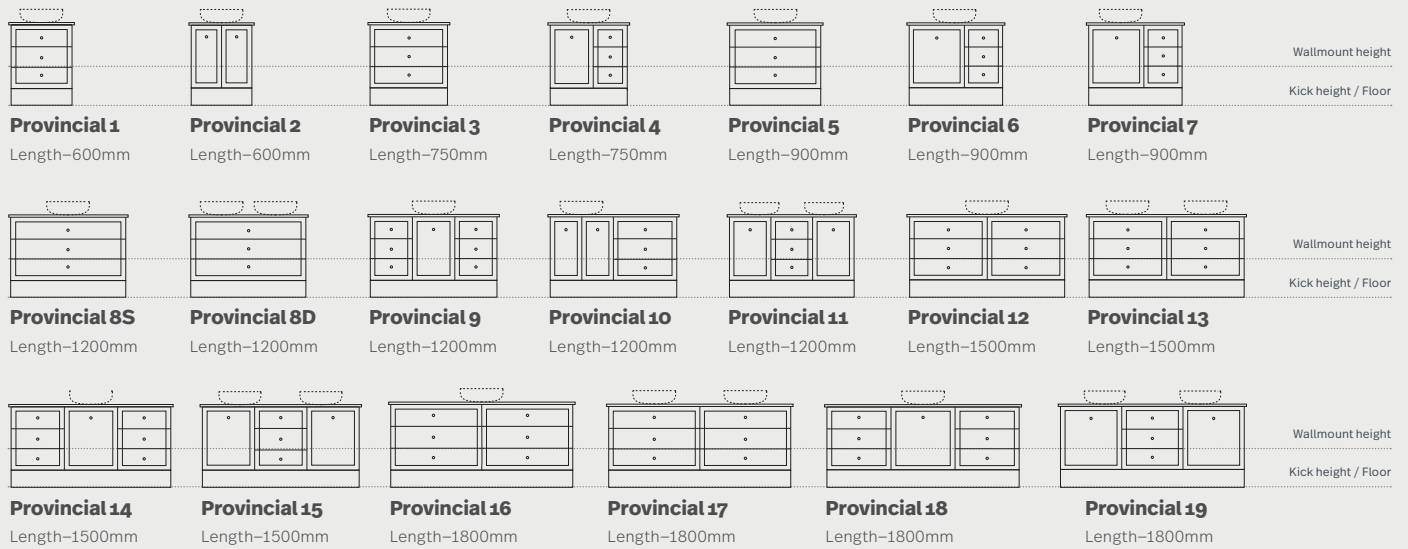 Wallmount height
Kick height / Floor
Provincial 1 Provincial 2 Provincial 3 Provincial 4 Provincial 5 Provincial 6 Provincial 7
Length–600mm Length–600mm Length–750mm Length–750mm Length–900mm Length–900mm Length–900mm
Wallmount height
Kick height / Floor
Provincial 8S Provincial 8D Provincial 9 Provincial 10 Provincial 11 Provincial 12 Provincial 13
Length–1200mm Length–1200mm Length–1200mm Length–1200mm Length–1200mm Length–1500mm Length–1500mm
Wallmount height
Kick height / Floor
Provincial 14 Provincial 15 Provincial 16 Provincial 17 Provincial 18 Provincial 19
Length–1500mm Length–1500mm Length–1800mm Length–1800mm Length–1800mm Length–1800mm